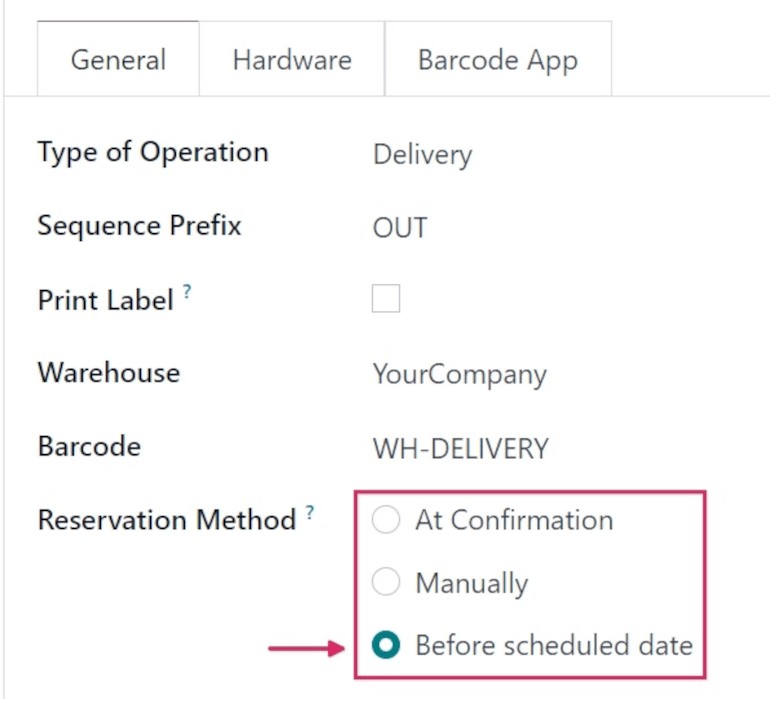 General Hardware Barcode App
Type of Operation Delivery
Sequence Prefix OUT
Print Label ?
Warehouse YourCompany
Barcode WH-DELIVERY
Reservation Method ? At Confirmation
Manually
Before scheduled date